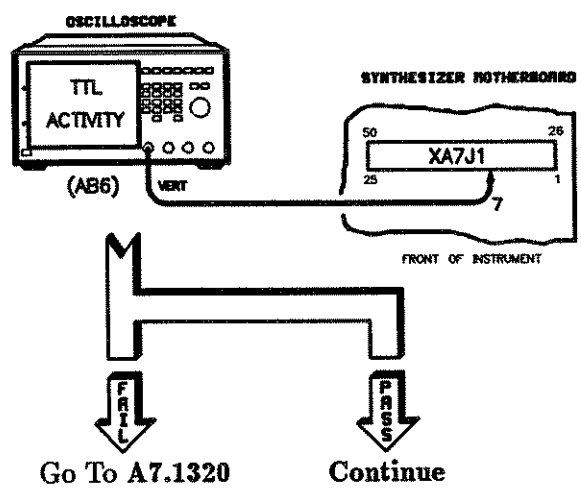 OSCILLOSCOPE
TTL
ACTIVITY
(AB6)
VERT
SYNTHESIZER MOTHERBOARD
50
26
XA7J1
25
1
7
FRONT OF INSTRUMENT
FAIL
PASS
Go To A7.1320
Continue